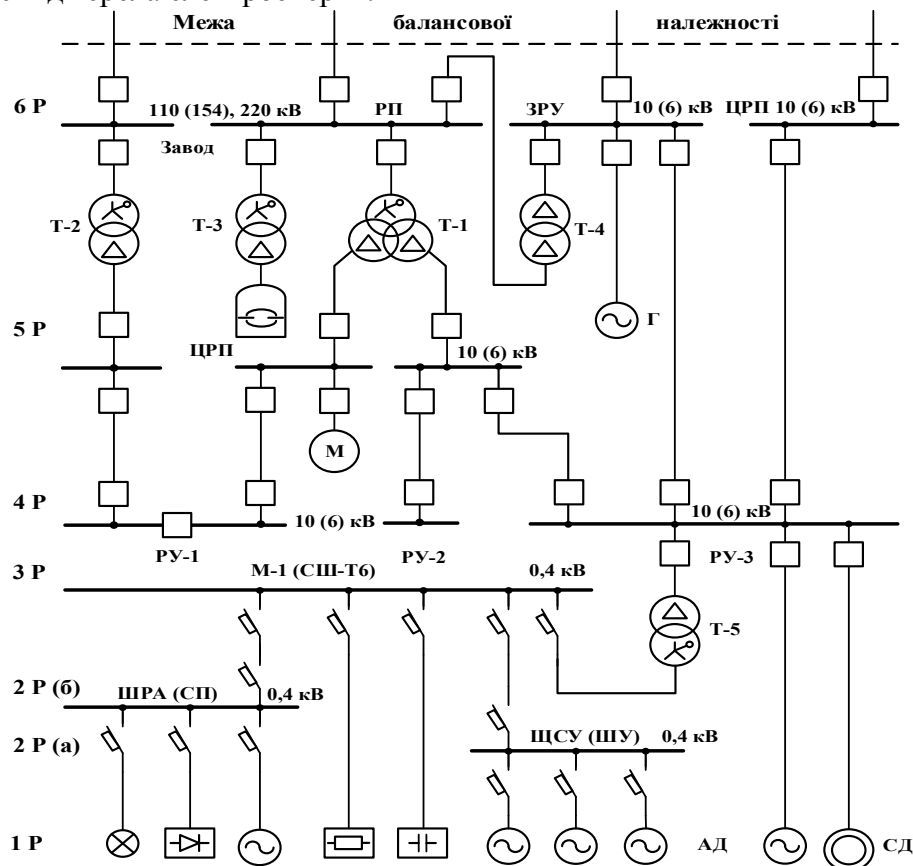 Межа балансової належності
6 Р 110 (154), 220 кВ РП ЗРУ 10 (6) кВ ЦРП 10 (6) кВ
Завод
Т-2 Т-3 Т-1 Т-4
5 Р Г
ЦРП 10 (6) кВ
М
4 Р 10 (6) кВ 10 (6) кВ
РУ-1 РУ-2 РУ-3
3 Р М-1 (СШ-Т6) 0,4 кВ
Т-5
2 Р (б) ШРА (СП) 0,4 кВ
2 Р (а) ЩСУ (ШУ) 0,4 кВ
1 Р АД СД